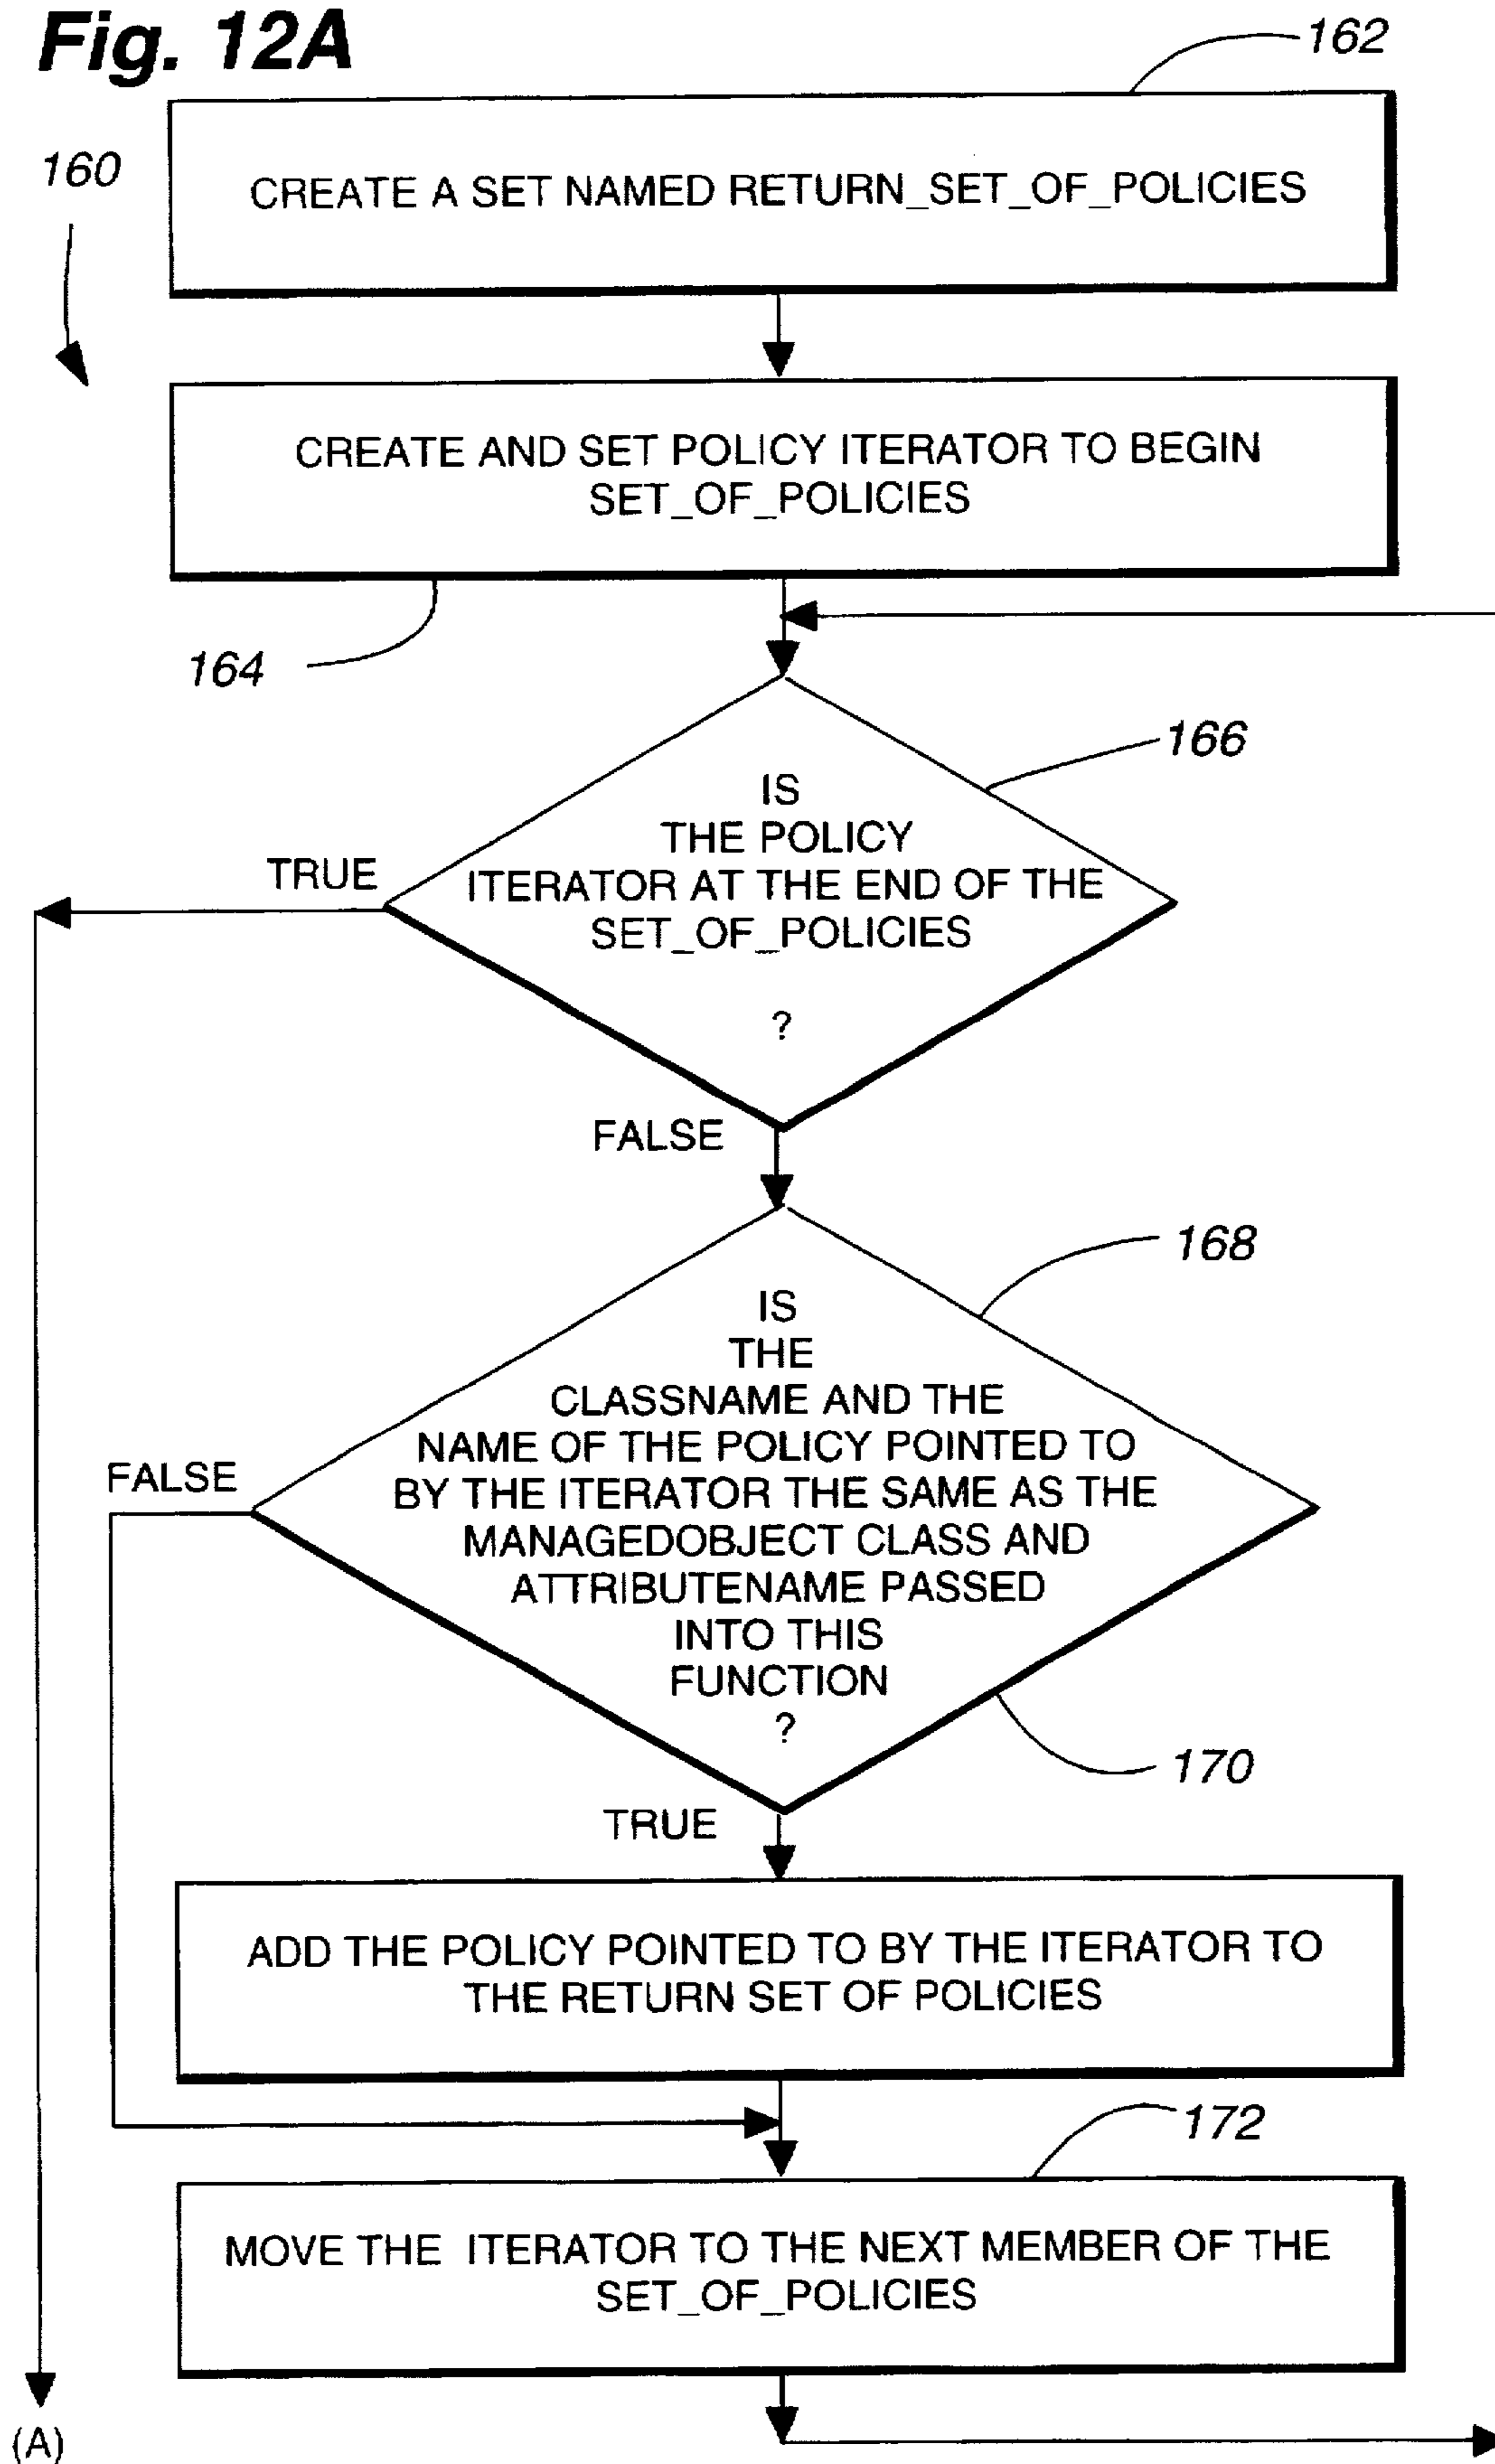 Fig. 12A
162
160
CREATE A SET NAMED RETURN_SET_OF_POLICIES
CREATE AND SET POLICY ITERATOR TO BEGIN
SET_OF_POLICIES
164
166
IS
THE POLICY
ITERATOR AT THE END OF THE
SET_OF_POLICIES
?
TRUE
FALSE
168
IS
THE
CLASSNAME AND THE
NAME OF THE POLICY POINTED TO
BY THE ITERATOR THE SAME AS THE
MANAGEDOBJECT CLASS AND
ATTRIBUTENAME PASSED
INTO THIS
FUNCTION
?
FALSE
170
TRUE
ADD THE POLICY POINTED TO BY THE ITERATOR TO
THE RETURN SET OF POLICIES
172
MOVE THE ITERATOR TO THE NEXT MEMBER OF THE
SET_OF_POLICIES
(A)